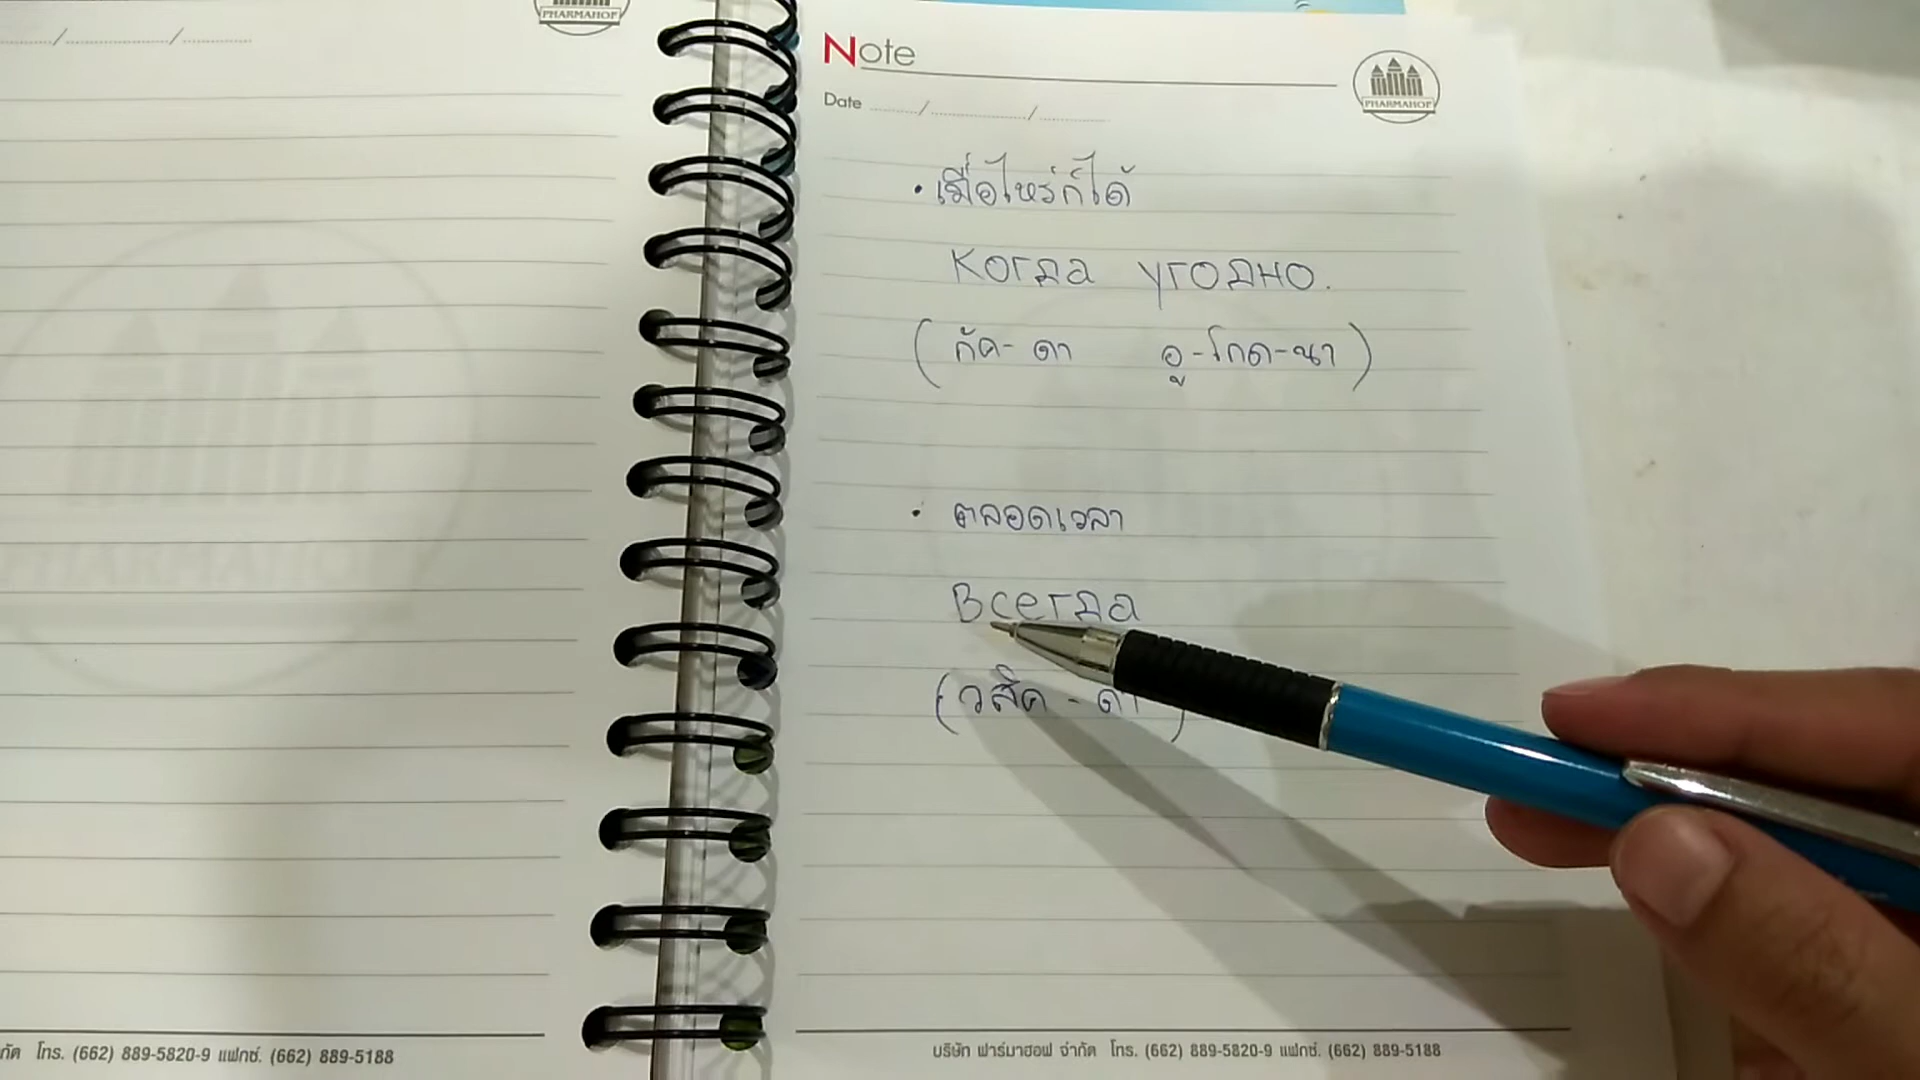 PHARMAHOF
Note
PHARMAHOF
Date ......../................/............
• เมื่อไหร่ก็ได้
Когда угодно.
(กัค - ดา อู - โกด - นา)
• ตลอดเวลา
Всегда
(วสิค - ดา)
PHARMAHOF
กัด โทร. (662) 889-5820-9 แฟกซ์. (662) 889-5188
บริษัท ฟาร์มาฮอฟ จำกัด โทร. (662) 889-5820-9 แฟกซ์. (662) 889-5188